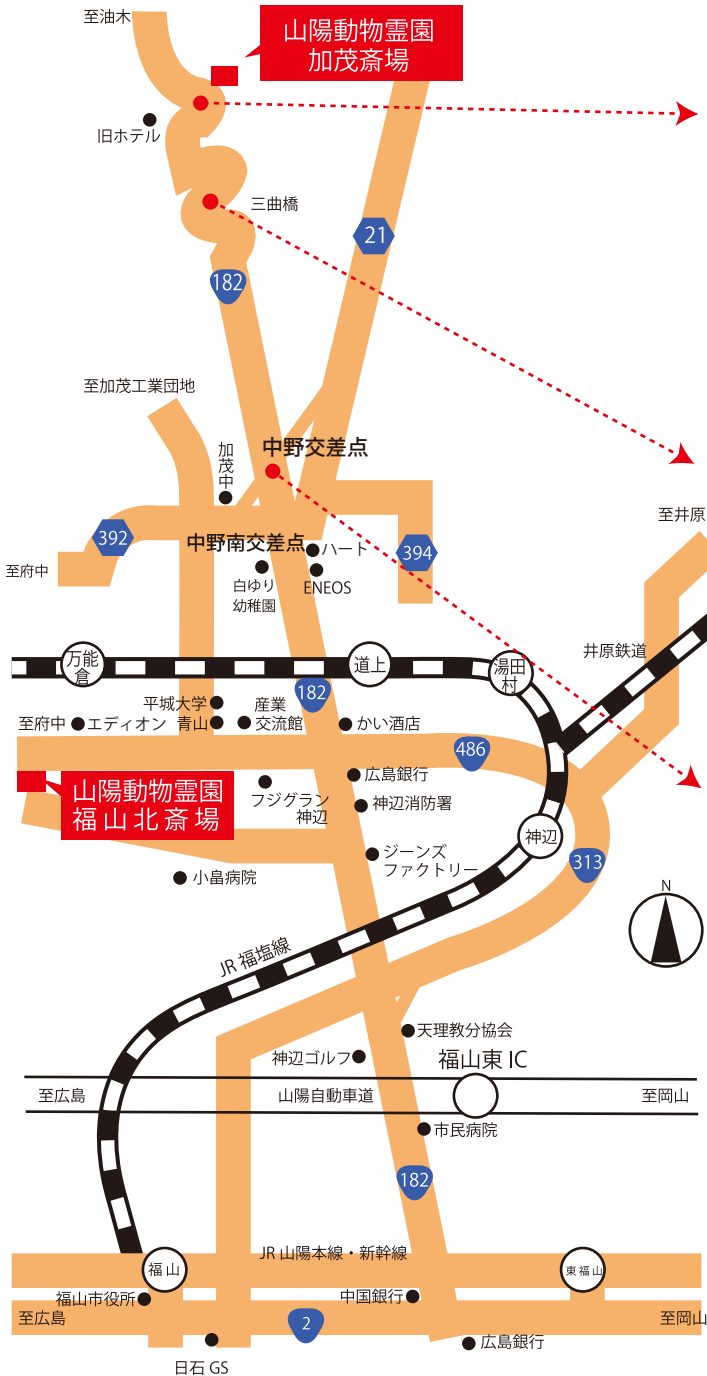 至油木
山陽動物霊園
加茂斎場
旧ホテル
三曲橋
21
182
至加茂工業団地
加茂中
中野交差点
至井原
392
中野南交差点
ハート
394
至府中
白ゆり
幼稚園
ENEOS
井原鉄道
万能
倉
道上
湯田
村
182
平城大学
産業
交流館
至府中
エディオン
青山
かい酒店
486
広島銀行
山陽動物霊園
福山北斎場
フジグラン
神辺
神辺消防署
神辺
ジーンズ
ファクトリー
313
小畠病院
N
JR福塩線
天理教分協会
神辺ゴルフ
福山東 IC
至広島
山陽自動車道
至岡山
市民病院
182
JR 山陽本線・新幹線
福山
東福山
福山市役所
中国銀行
至広島
2
至岡山
広島銀行
日石 GS